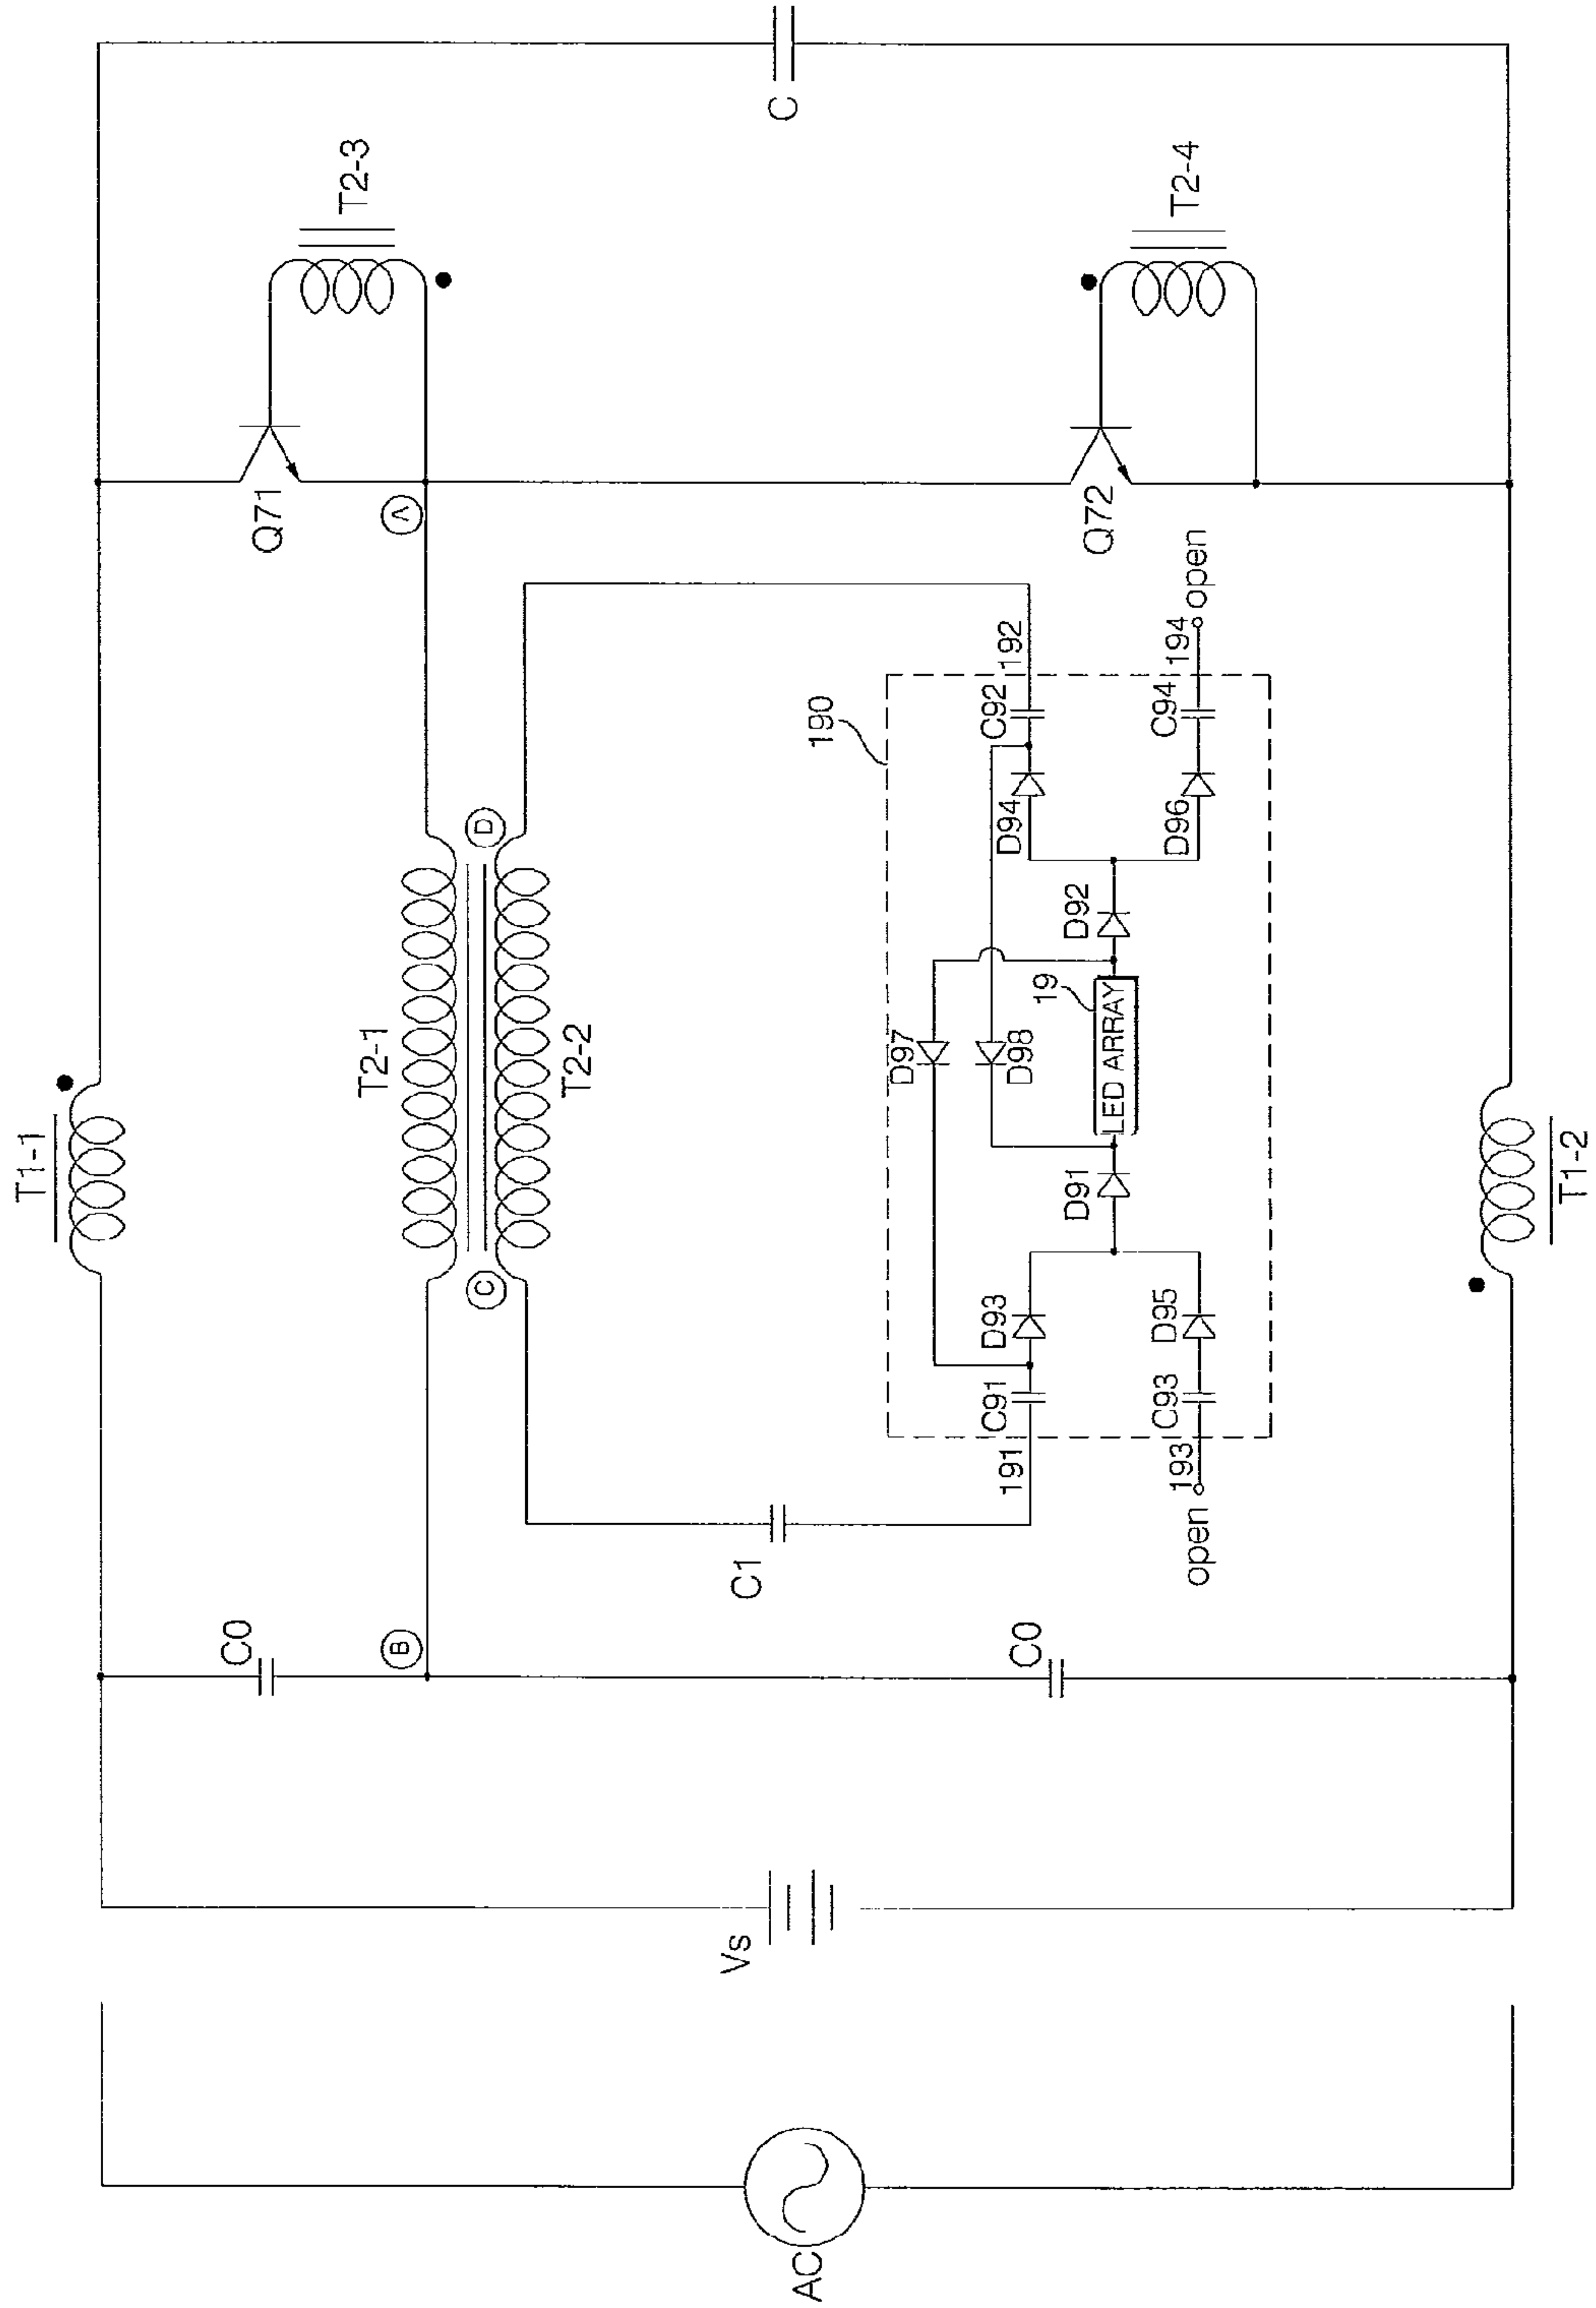 C
T2-3
T2-4
Q71
A
Q72
open
192
194
190
C92
C94
D94
D96
D92
D
T1-1
T2-1
T2-2
19
D97
D98
LED ARRAY
D91
T1-2
C
D93
D95
C91
C93
191
193
open
C1
C0
B
C0
Vs
AC